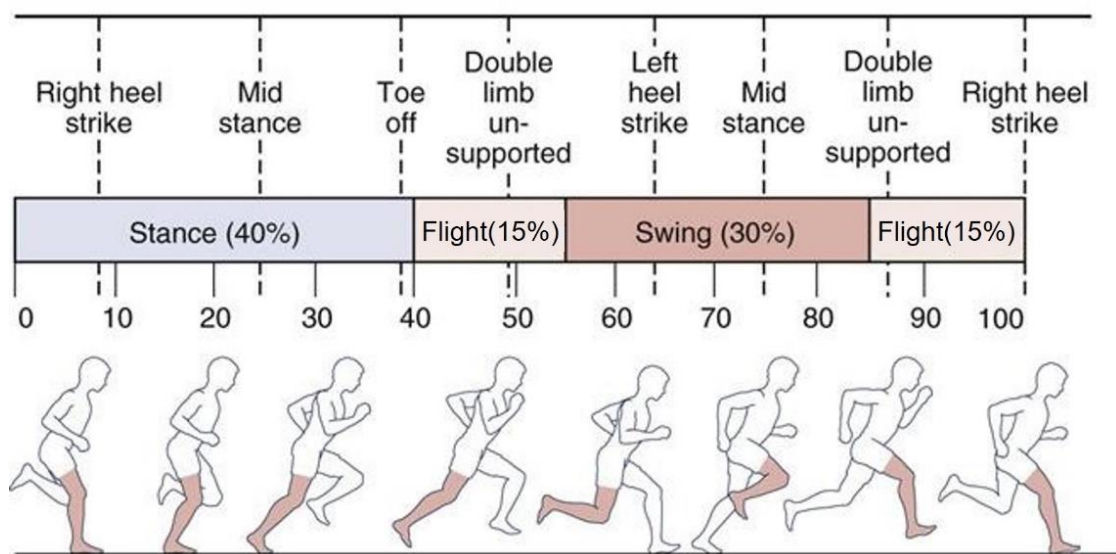 Right heel
strike
Mid
stance
Toe
off
Double
limb
un-
supported
Left
heel
strike
Mid
stance
Double
limb
un-
supported
Right heel
strike
Stance (40%)
Flight(15%)
Swing (30%)
Flight(15%)
0 10 20 30 40 50 60 70 80 90 100